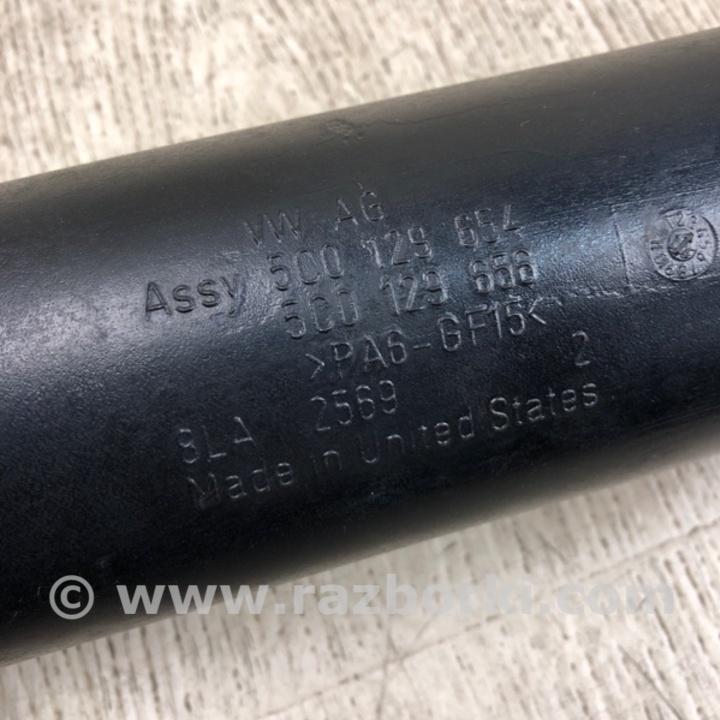 VW AG
Assy 5C0 129 654
5C0 129 656
>PA6-GF15<
2
8LA 2569
Made in United States
© www.razborki.com